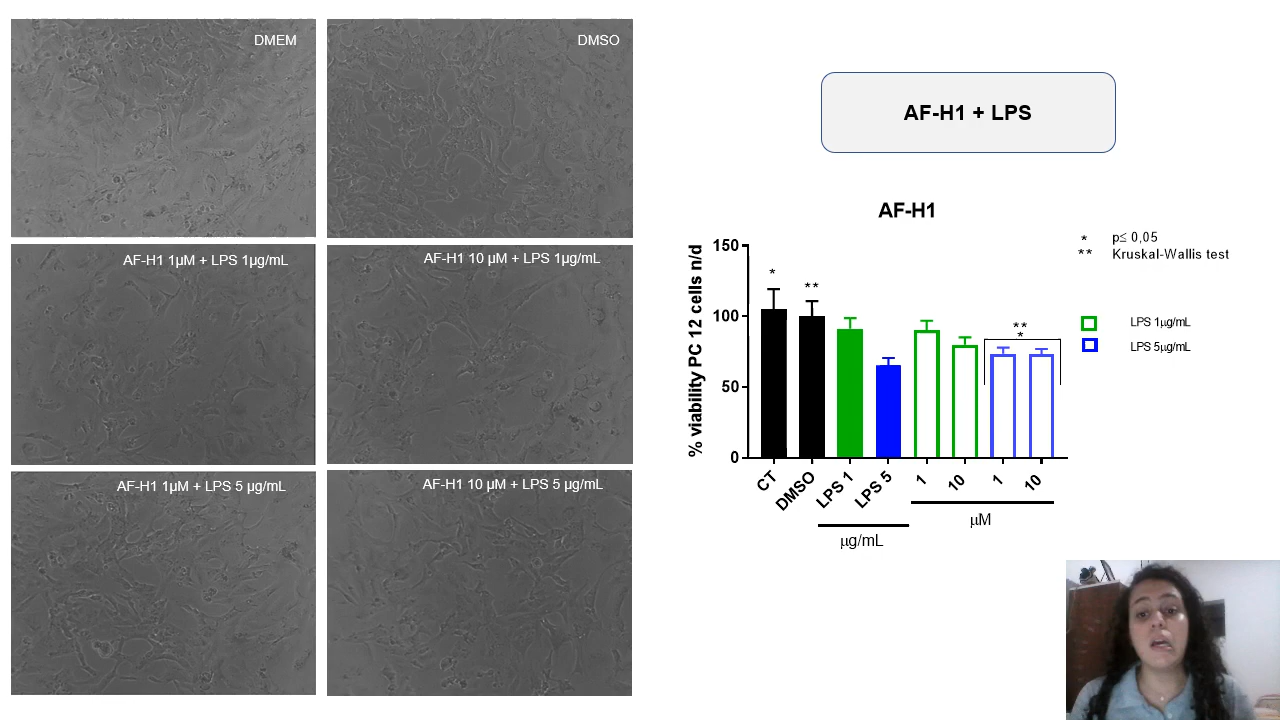 DMEM
DMSO
AF-H1 1µM + LPS 1µg/mL
AF-H1 10 µM + LPS 1µg/mL
AF-H1 1µM + LPS 5 µg/mL
AF-H1 10 µM + LPS 5 µg/mL
AF-H1 + LPS
AF-H1
% viability PC 12 cells n/d
150
100
50
0
*
**
**
*
CT
DMSO
LPS 1
LPS 5
1
10
1
10
µg/mL
µM
* p≤ 0,05
** Kruskal-Wallis test
LPS 1µg/mL
LPS 5µg/mL